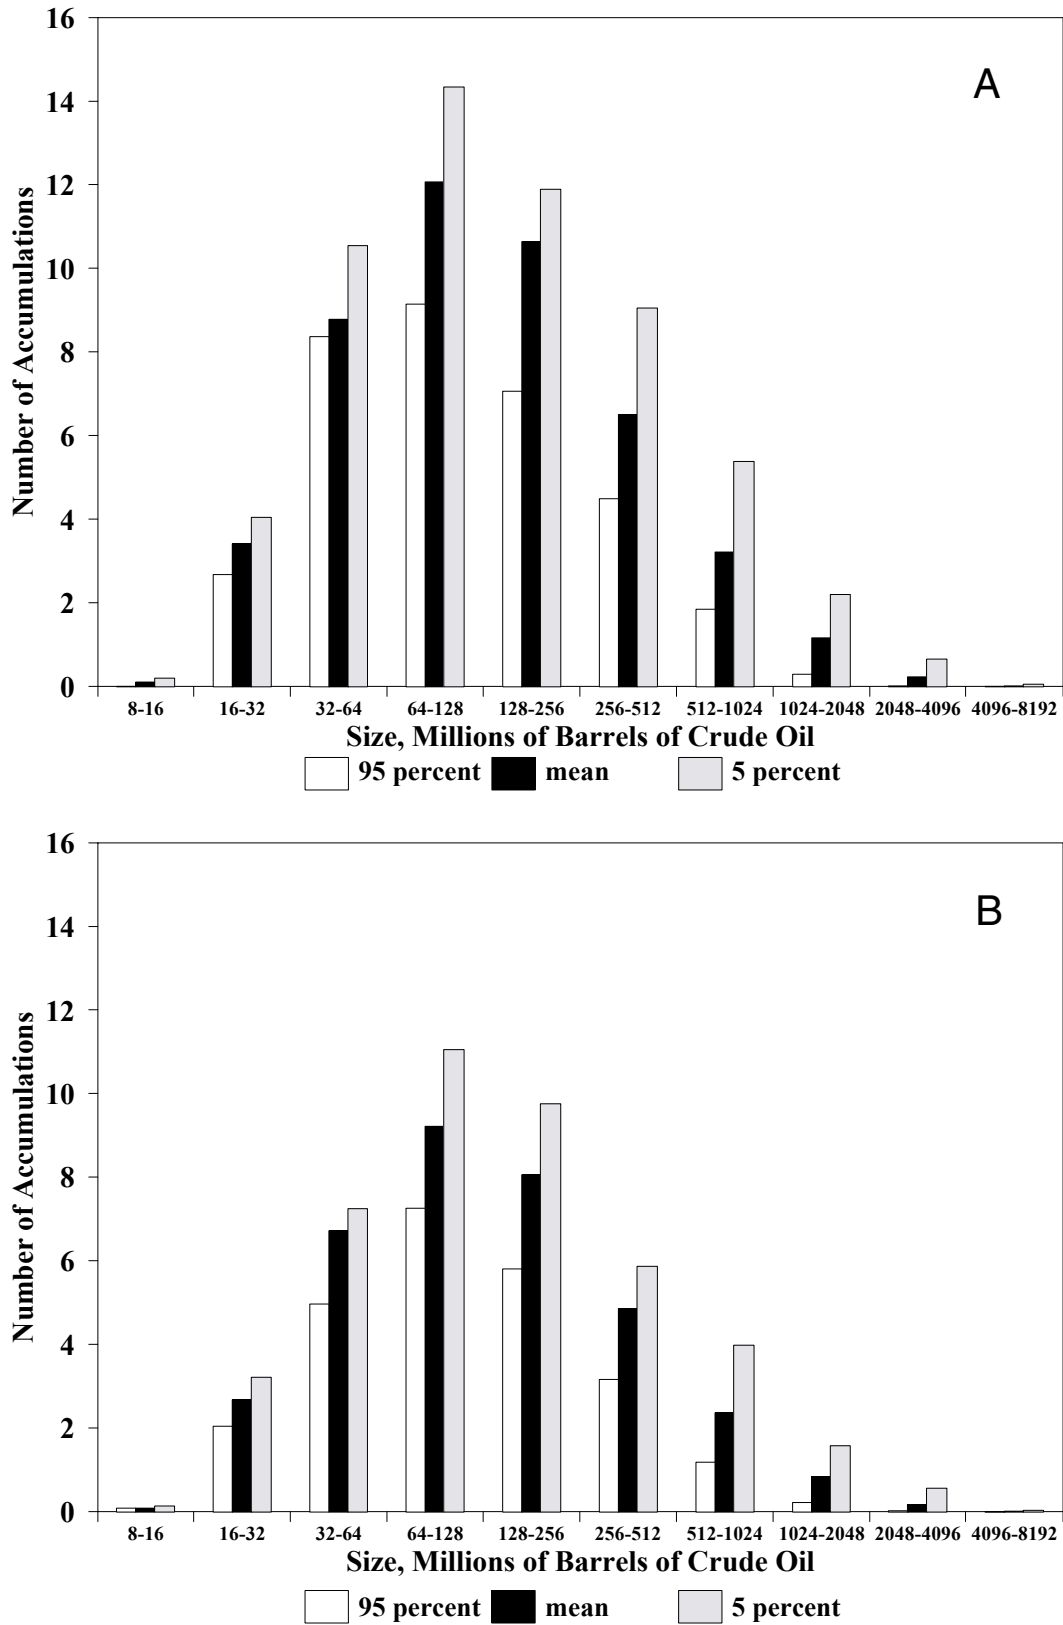 16
A
14
12
10
8
6
4
2
0
Number of Accumulations
8-16 16-32 32-64 64-128 128-256 256-512 512-1024 1024-2048 2048-4096 4096-8192
Size, Millions of Barrels of Crude Oil
95 percent mean 5 percent
16
B
14
12
10
8
6
4
2
0
Number of Accumulations
8-16 16-32 32-64 64-128 128-256 256-512 512-1024 1024-2048 2048-4096 4096-8192
Size, Millions of Barrels of Crude Oil
95 percent mean 5 percent